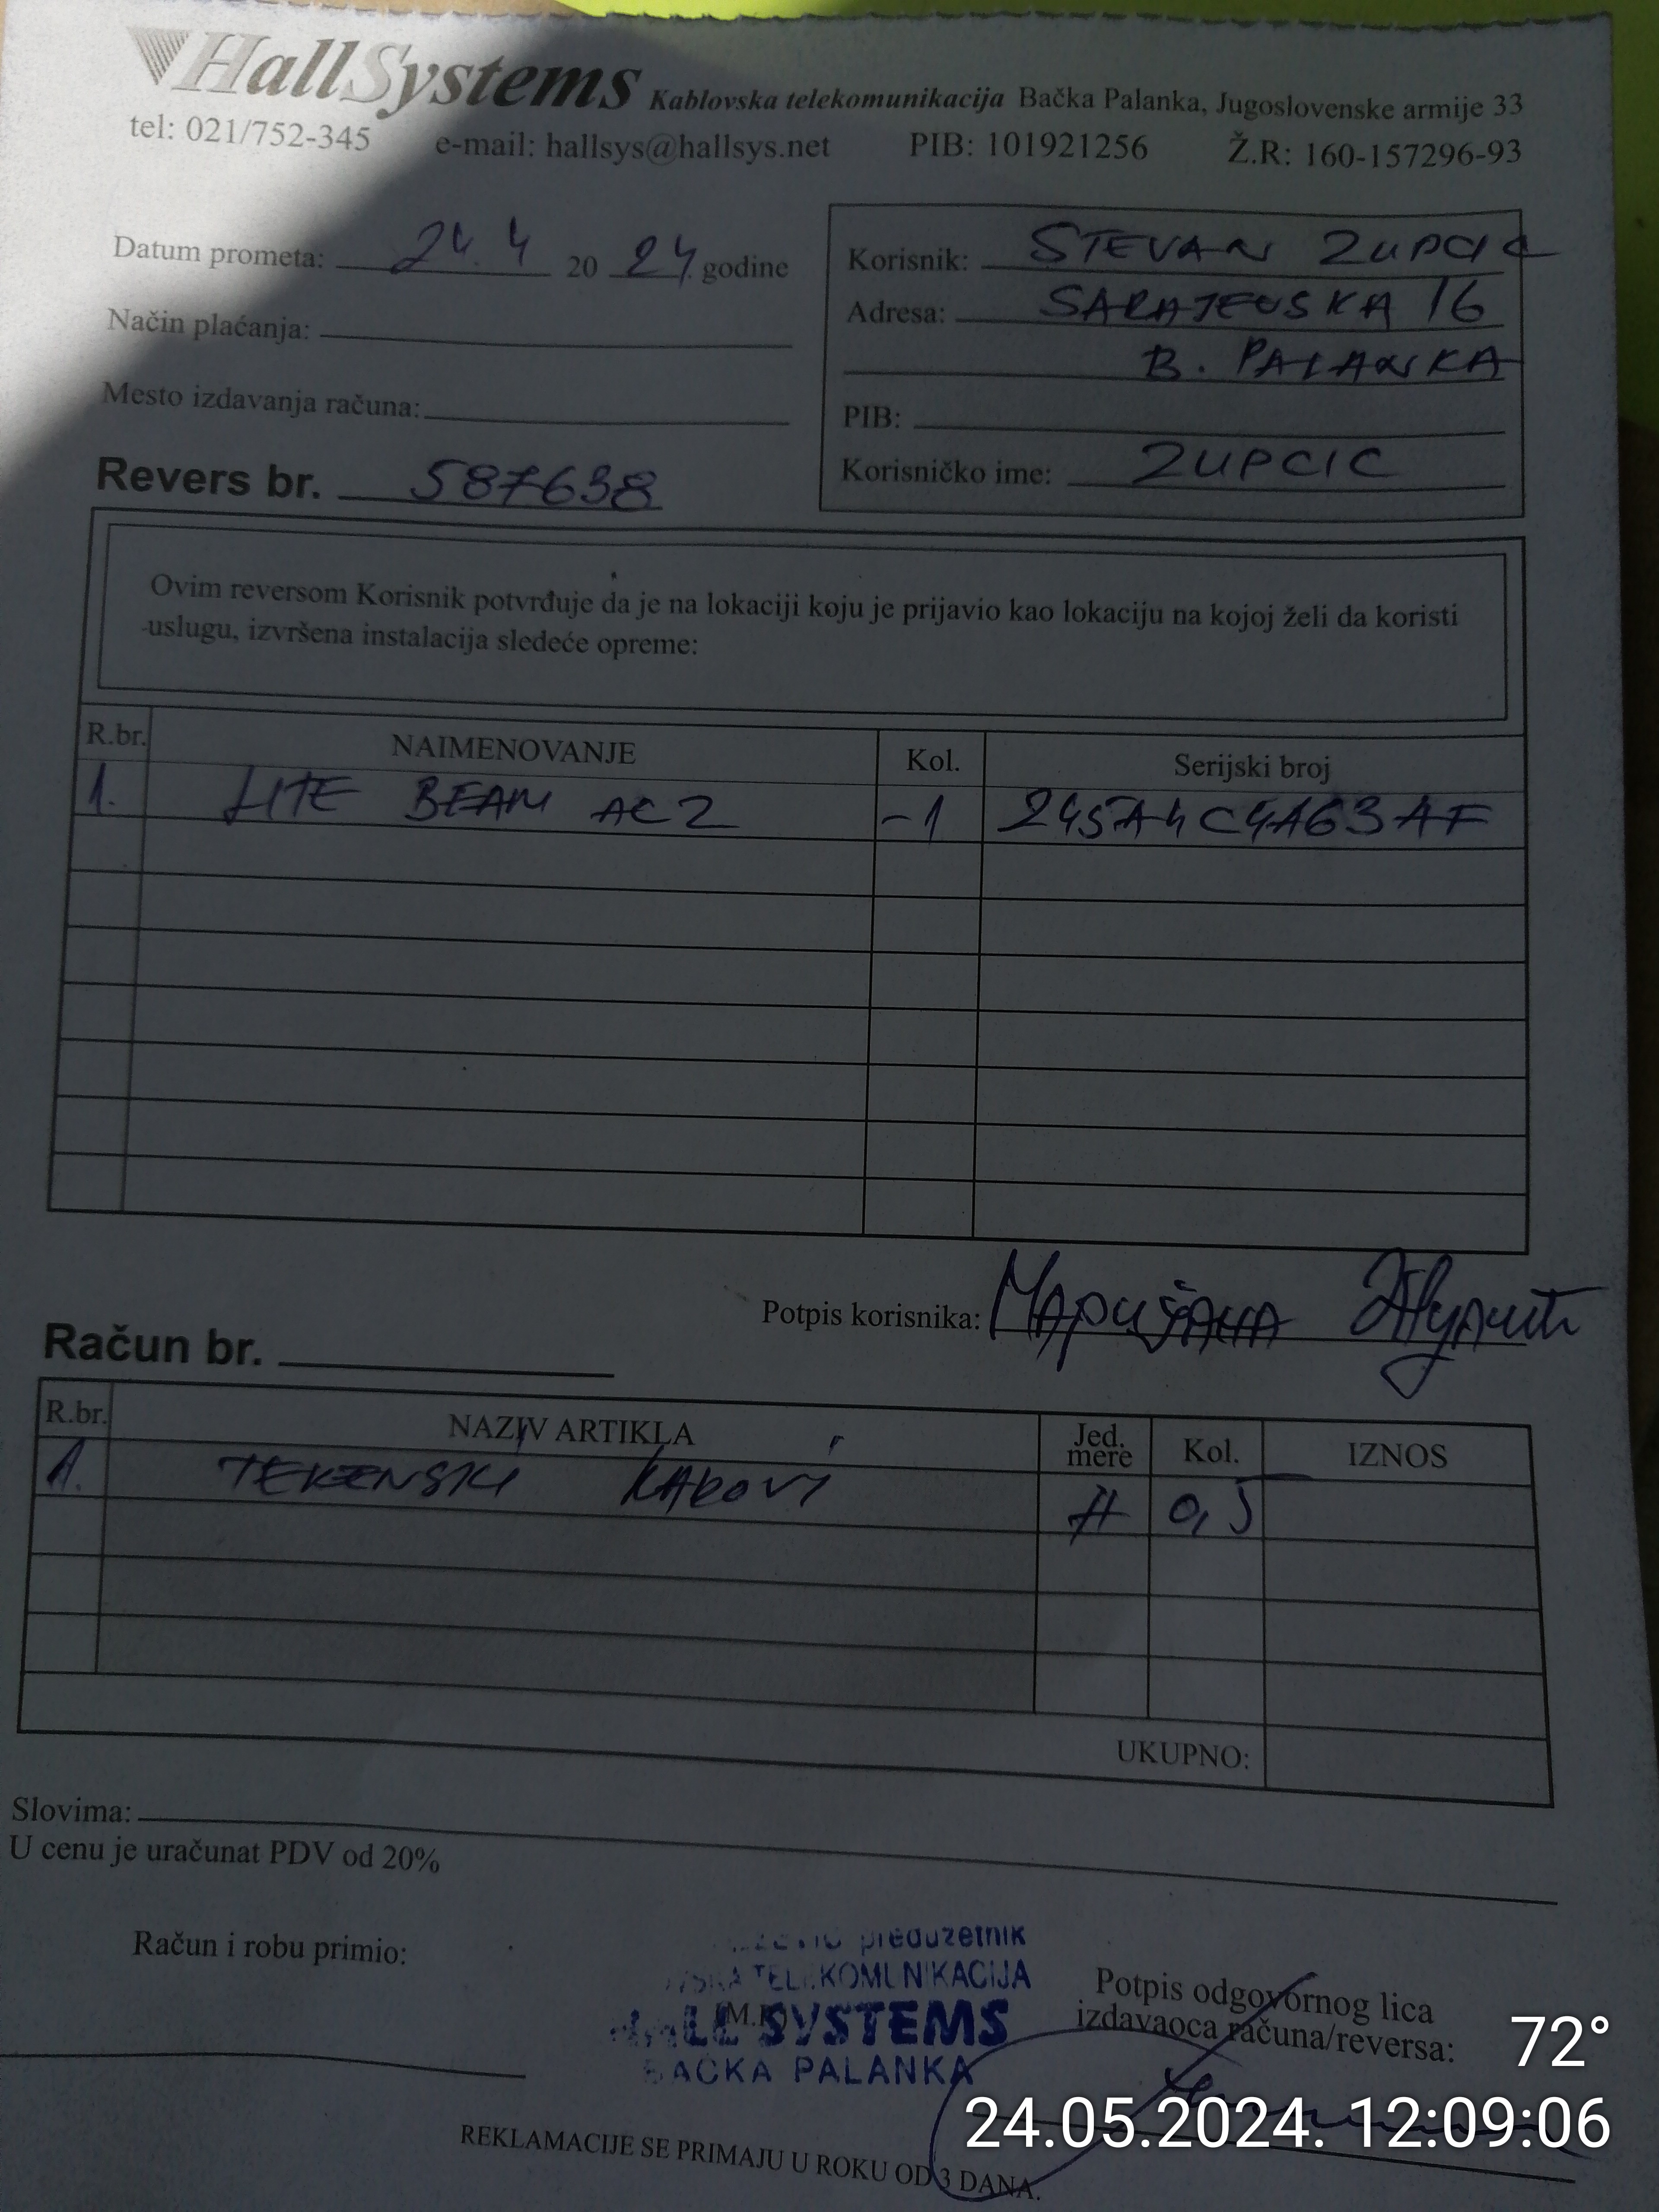 HallSystems Kablovska telekomunikacija Bačka Palanka, Jugoslovenske armije 33
tel: 021/752-345 e-mail: hallsys@hallsys.net PIB: 101921256 Ž.R: 160-157296-93
Datum prometa: 24.4 20 24. godine
Način plaćanja:
Mesto izdavanja računa:
Revers br. 587638
Korisnik: STEVAN ZUPCIC
Adresa: SARAJEVSKA 16
B. PALANKA
PIB:
Korisničko ime: ZUPCIC
Ovim reversom Korisnik potvrđuje da je na lokaciji koju je prijavio kao lokaciju na kojoj želi da koristi
uslugu, izvršena instalacija sledeće opreme:
R.br. NAIMENOVANJE Kol. Serijski broj
1. LITE BEAM AC2 -1 245A4C4A63AF
Potpis korisnika: Маријана
Račun br.
R.br. NAZIV ARTIKLA Jed. mere Kol. IZNOS
1. H 0,5
UKUPNO:
Slovima:
U cenu je uračunat PDV od 20%
Račun i robu primio:
preduzetnik
TELEKOMUNIKACIJA
(M.P.)
HALL SYSTEMS
BAČKA PALANKA
Potpis odgovornog lica
izdavaoca računa/reversa:
REKLAMACIJE SE PRIMAJU U ROKU OD 3 DANA.
72°
24.05.2024. 12:09:06